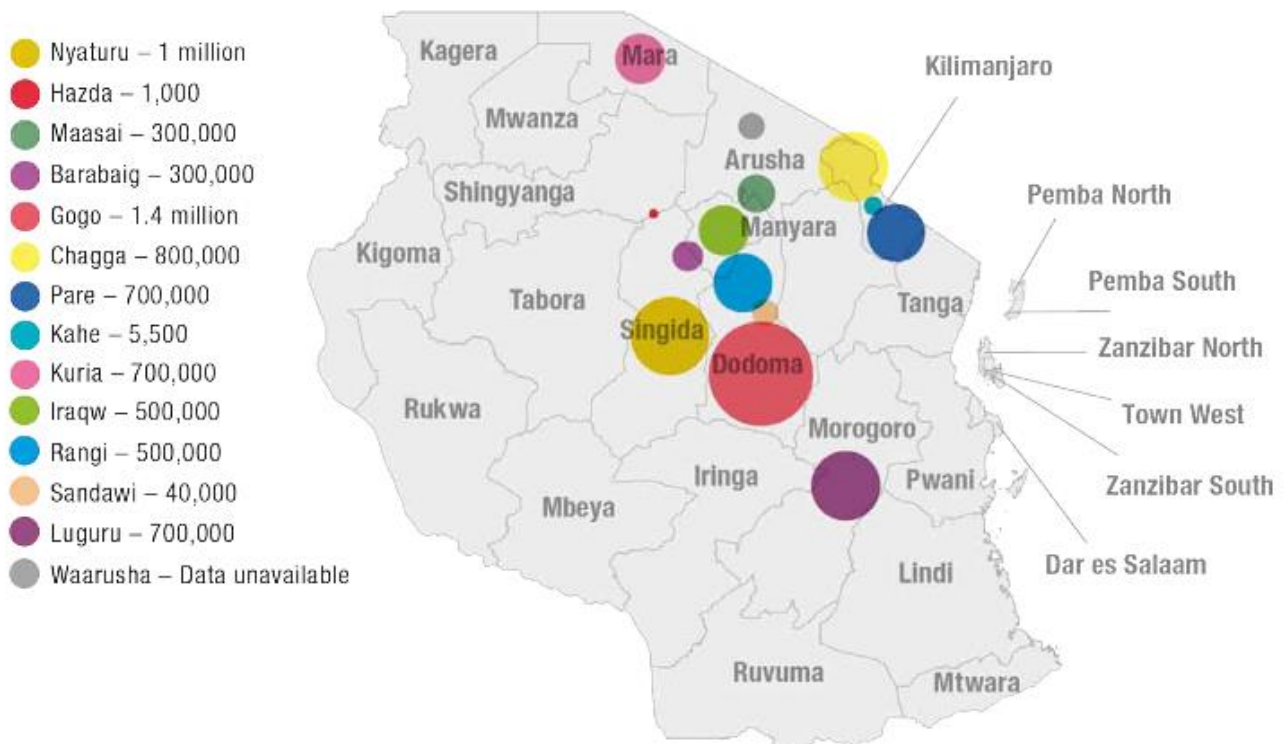 Nyaturu – 1 million
Hazda – 1,000
Maasai – 300,000
Barabaig – 300,000
Gogo – 1.4 million
Chagga – 800,000
Pare – 700,000
Kahe – 5,500
Kuria – 700,000
Iraqw – 500,000
Rangi – 500,000
Sandawi – 40,000
Luguru – 700,000
Waarusha – Data unavailable
Kagera
Mara
Kilimanjaro
Mwanza
Arusha
Shingyanga
Pemba North
Manyara
Kigoma
Pemba South
Tabora
Tanga
Singida
Zanzibar North
Dodoma
Rukwa
Town West
Morogoro
Iringa
Pwani
Zanzibar South
Mbeya
Dar es Salaam
Lindi
Ruvuma
Mtwara